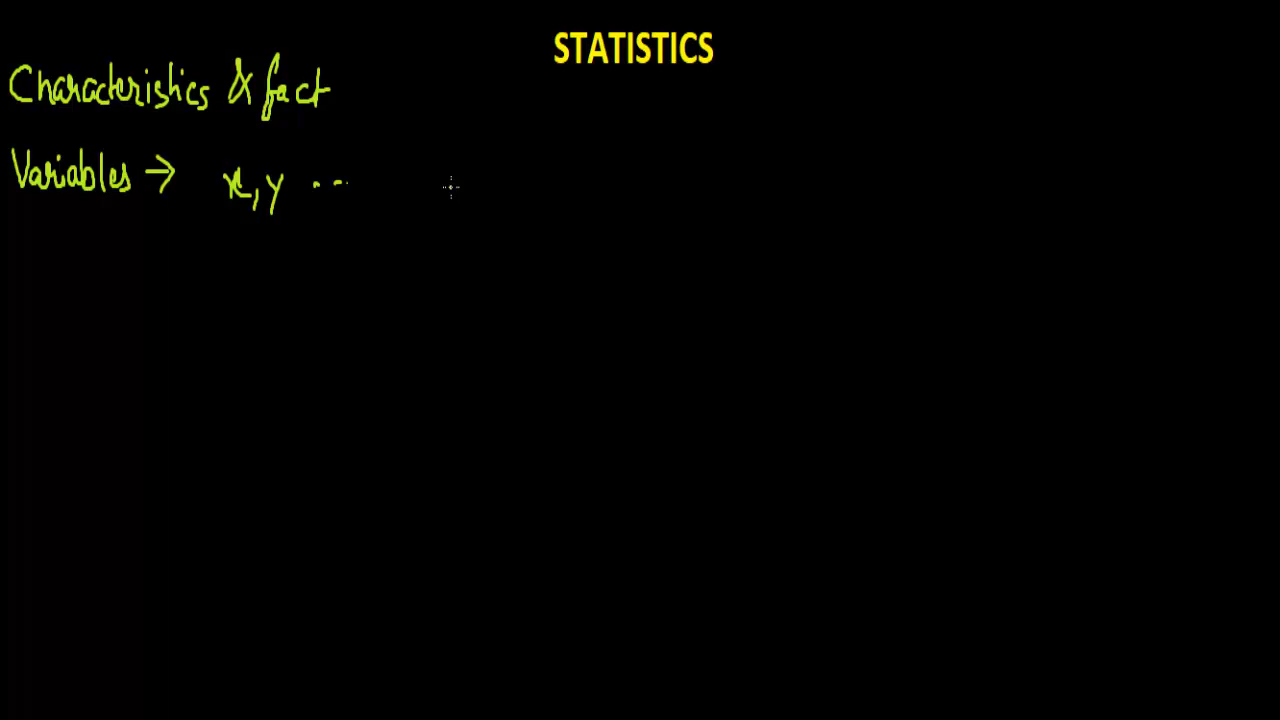 STATISTICS
Characteristics & fact
Variables → x, y ...